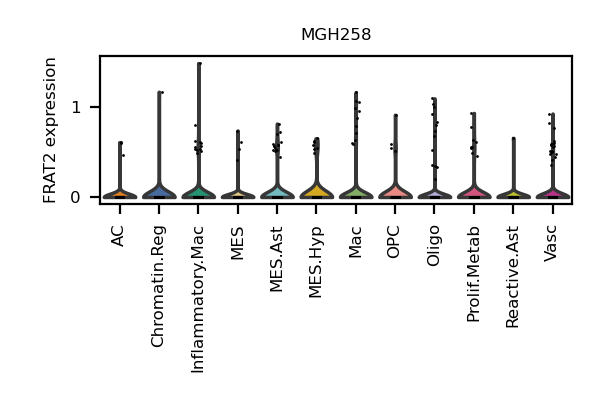 MGH258
FRAT2 expression
1
0
AC
Chromatin.Reg
Inflammatory.Mac
MES
MES.Ast
MES.Hyp
Mac
OPC
Oligo
Prolif.Metab
Reactive.Ast
Vasc